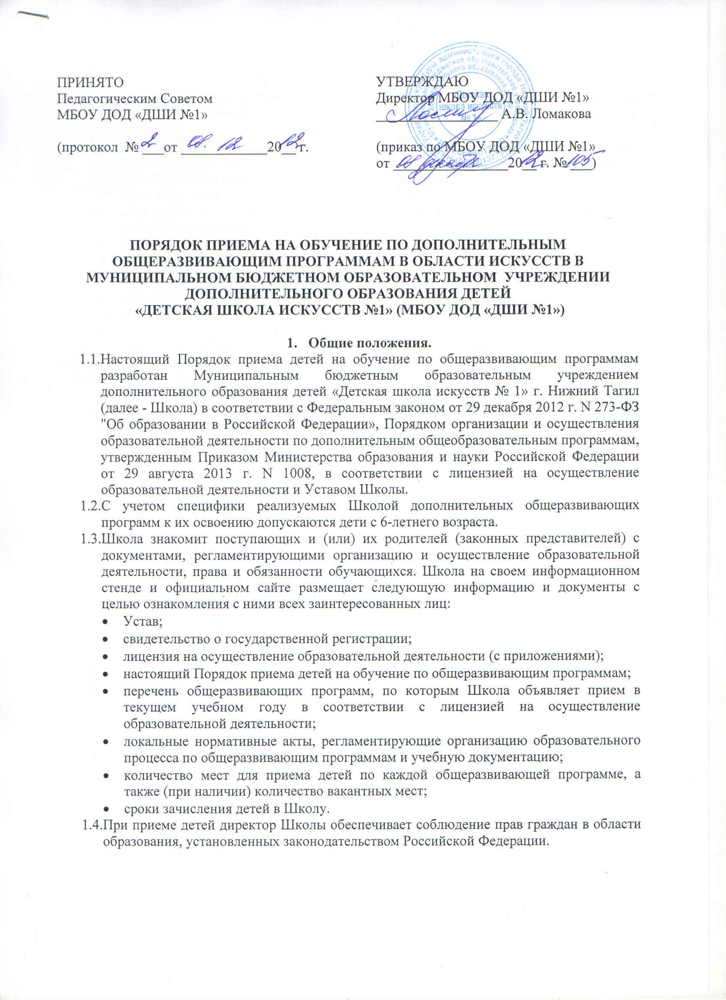 ПРИНЯТО
Педагогическим Советом
МБОУ ДОД «ДШИ №1»
(протокол № 2 от 08. 12 2012 г.
УТВЕРЖДАЮ
Директор МБОУ ДОД «ДШИ №1»
А.В. Ломакова
(приказ по МБОУ ДОД «ДШИ №1»
от 08 декабря 2012 г. № 105)
Детская
школа искусств
№ 1»
ПОРЯДОК ПРИЕМА НА ОБУЧЕНИЕ ПО ДОПОЛНИТЕЛЬНЫМ
ОБЩЕРАЗВИВАЮЩИМ ПРОГРАММАМ В ОБЛАСТИ ИСКУССТВ В
МУНИЦИПАЛЬНОМ БЮДЖЕТНОМ ОБРАЗОВАТЕЛЬНОМ УЧРЕЖДЕНИИ
ДОПОЛНИТЕЛЬНОГО ОБРАЗОВАНИЯ ДЕТЕЙ
«ДЕТСКАЯ ШКОЛА ИСКУССТВ №1» (МБОУ ДОД «ДШИ №1»)
1. Общие положения.
1.1.Настоящий Порядок приема детей на обучение по общеразвивающим программам
разработан Муниципальным бюджетным образовательным учреждением
дополнительного образования детей «Детская школа искусств № 1» г. Нижний Тагил
(далее - Школа) в соответствии с Федеральным законом от 29 декабря 2012 г. N 273-ФЗ
"Об образовании в Российской Федерации», Порядком организации и осуществления
образовательной деятельности по дополнительным общеобразовательным программам,
утвержденным Приказом Министерства образования и науки Российской Федерации
от 29 августа 2013 г. N 1008, в соответствии с лицензией на осуществление
образовательной деятельности и Уставом Школы.
1.2.С учетом специфики реализуемых Школой дополнительных общеразвивающих
программ к их освоению допускаются дети с 6-летнего возраста.
1.3.Школа знакомит поступающих и (или) их родителей (законных представителей) с
документами, регламентирующими организацию и осуществление образовательной
деятельности, права и обязанности обучающихся. Школа на своем информационном
стенде и официальном сайте размещает следующую информацию и документы с
целью ознакомления с ними всех заинтересованных лиц:
• Устав;
• свидетельство о государственной регистрации;
• лицензия на осуществление образовательной деятельности (с приложениями);
• настоящий Порядок приема детей на обучение по общеразвивающим программам;
• перечень общеразвивающих программ, по которым Школа объявляет прием в
текущем учебном году в соответствии с лицензией на осуществление
образовательной деятельности;
• локальные нормативные акты, регламентирующие организацию образовательного
процесса по общеразвивающим программам и учебную документацию;
• количество мест для приема детей по каждой общеразвивающей программе, а
также (при наличии) количество вакантных мест;
• сроки зачисления детей в Школу.
1.4.При приеме детей директор Школы обеспечивает соблюдение прав граждан в области
образования, установленных законодательством Российской Федерации.